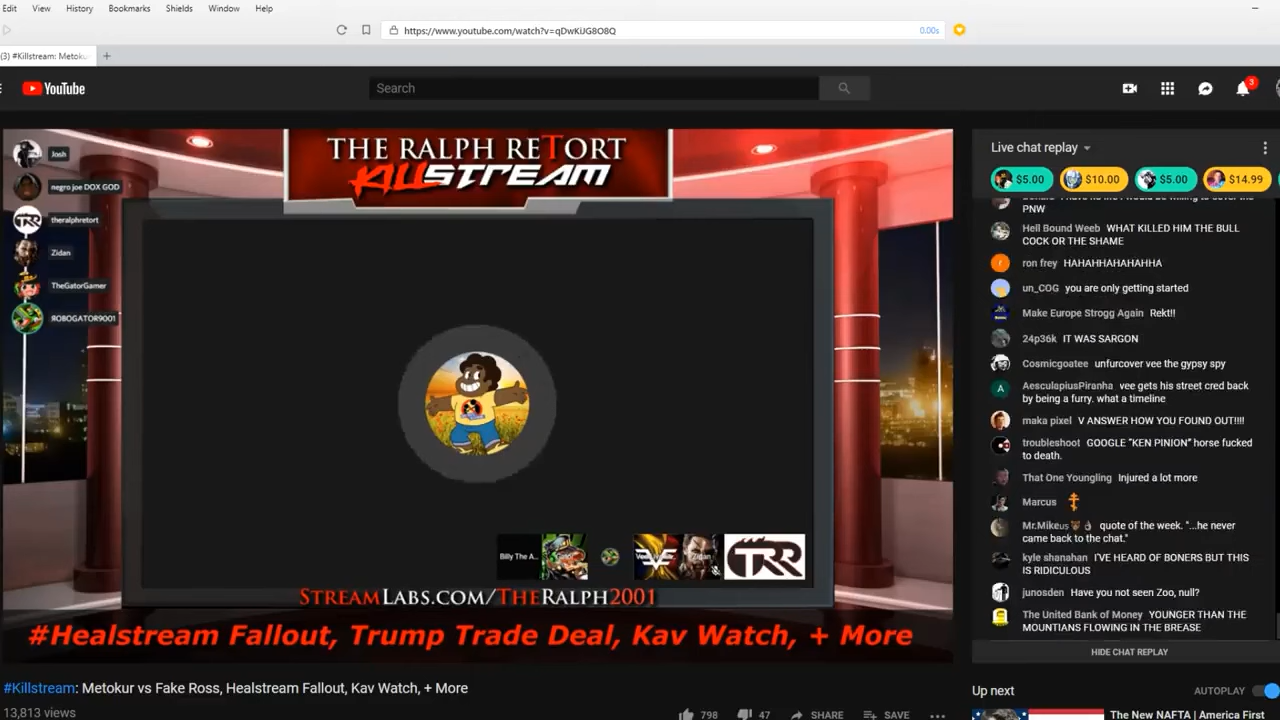 Edit View History Bookmarks Shields Window Help
https://www.youtube.com/watch?v=qDwKiJG8O8Q 0.00s
(3) #Killstream: Metoku
YouTube
Search
3
THE RALPH RETORT
KILLSTREAM
Josh
negro joe DOX GOD
theralphretort
Zidan
TheGatorGamer
ROBOGATOR9001
Billy The A..
Zidan
TRR
STREAMLABS.COM/THERALPH2001
#Healstream Fallout, Trump Trade Deal, Kav Watch, + More
#Killstream: Metokur vs Fake Ross, Healstream Fallout, Kav Watch, + More
13,813 views
798 47 SHARE SAVE
Live chat replay
$5.00 $10.00 $5.00 $14.99
PNW
Hell Bound Weeb WHAT KILLED HIM THE BULL
COCK OR THE SHAME
ron frey HAHAHHAHAHAHHA
un_COG you are only getting started
Make Europe Strogg Again Rekt!!
24p36k IT WAS SARGON
Cosmicgoatee unfurcover vee the gypsy spy
AesculapiusPiranha vee gets his street cred back
by being a furry. what a timeline
maka pixel V ANSWER HOW YOU FOUND OUT!!!!
troubleshoot GOOGLE "KEN PINION" horse fucked
to death.
That One Youngling Injured a lot more
Marcus
Mr.Mikeus quote of the week. "...he never
came back to the chat."
kyle shanahan I'VE HEARD OF BONERS BUT THIS
IS RIDICULOUS
junosden Have you not seen Zoo, null?
The United Bank of Money YOUNGER THAN THE
MOUNTIANS FLOWING IN THE BREASE
HIDE CHAT REPLAY
Up next AUTOPLAY
The New NAFTA | America First